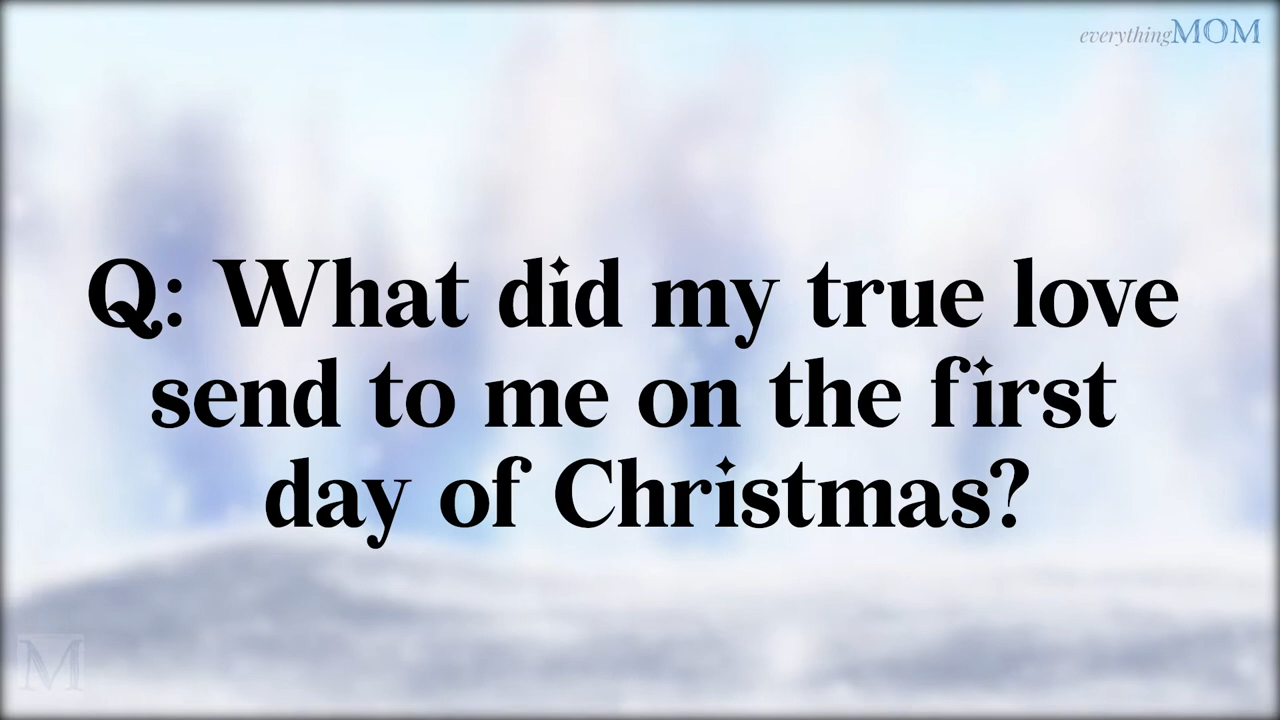 everythingMOM
Q: What did my true love
send to me on the first
day of Christmas?
M